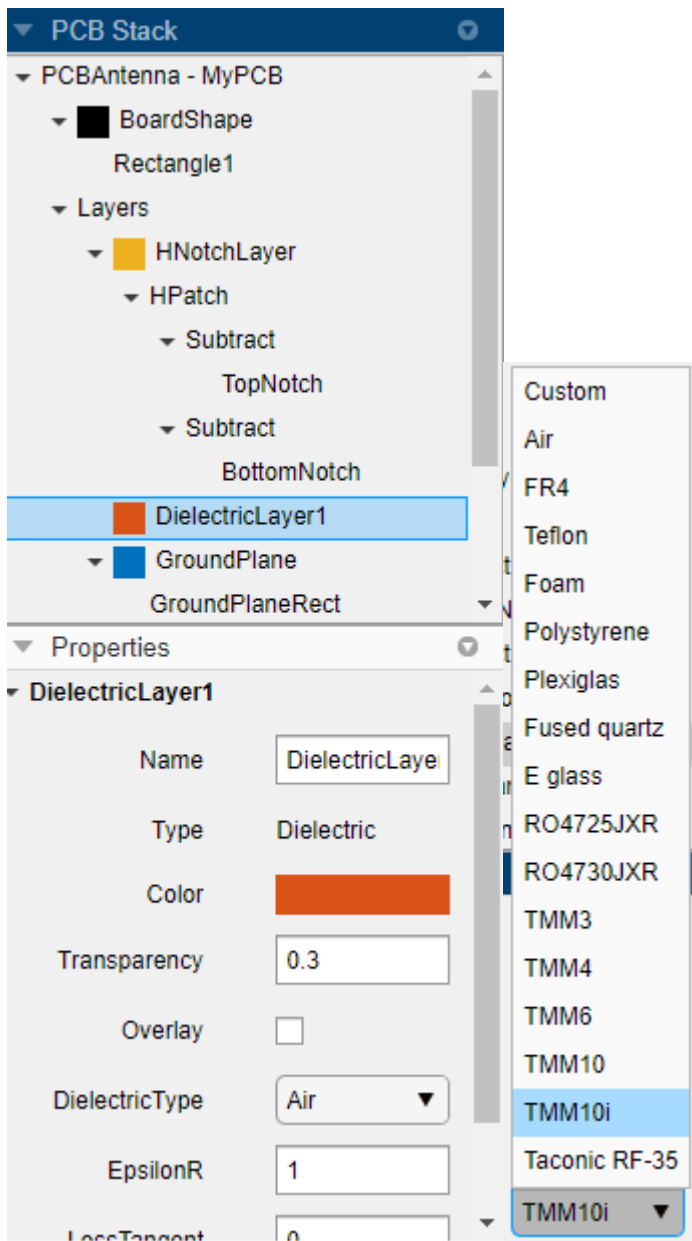 PCB Stack
PCBAntenna - MyPCB
BoardShape
Rectangle1
Layers
HNotchLayer
HPatch
Subtract
TopNotch
Subtract
BottomNotch
DielectricLayer1
GroundPlane
GroundPlaneRect
Properties
DielectricLayer1
Name DielectricLaye
Type Dielectric
Color
Transparency 0.3
Overlay
DielectricType Air
EpsilonR 1
LossTangent 0
Custom
Air
FR4
Teflon
Foam
Polystyrene
Plexiglas
Fused quartz
E glass
RO4725JXR
RO4730JXR
TMM3
TMM4
TMM6
TMM10
TMM10i
Taconic RF-35
TMM10i